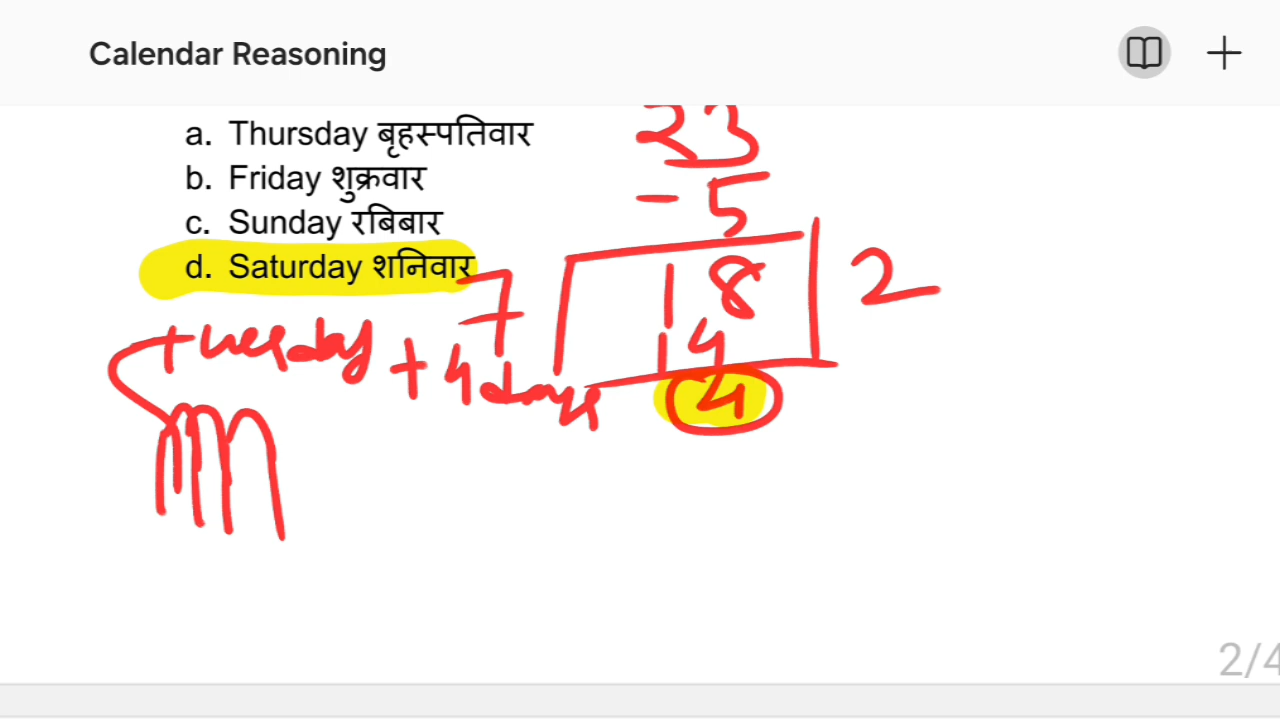 Calendar Reasoning
a. Thursday बृहस्पतिवार
b. Friday शुक्रवार
c. Sunday रबिबार
d. Saturday शनिवार
23
- 5
7 18 2
14
4
tuesday + 4 days
2/4